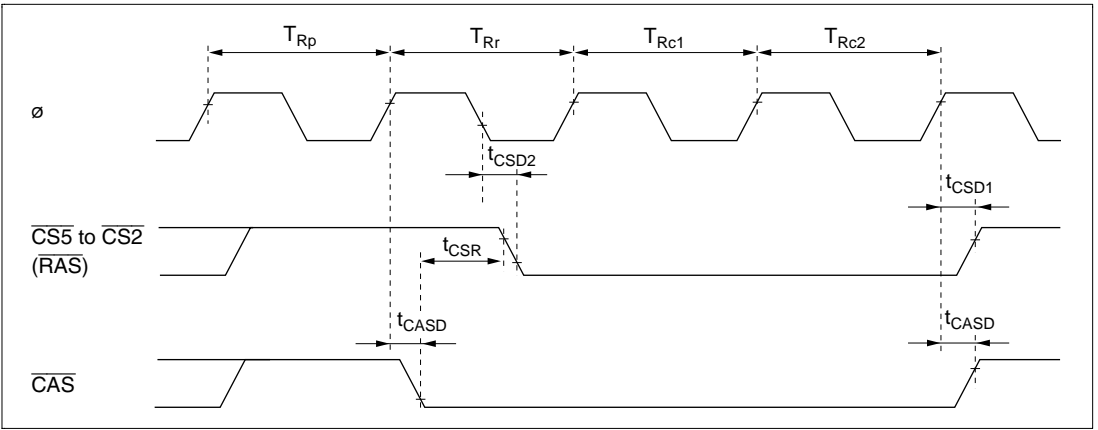 TRp TRr TRc1 TRc2
ø
tCSD2
tCSD1
CS5 to CS2
(RAS)
tCSR
tCASD tCASD
CAS